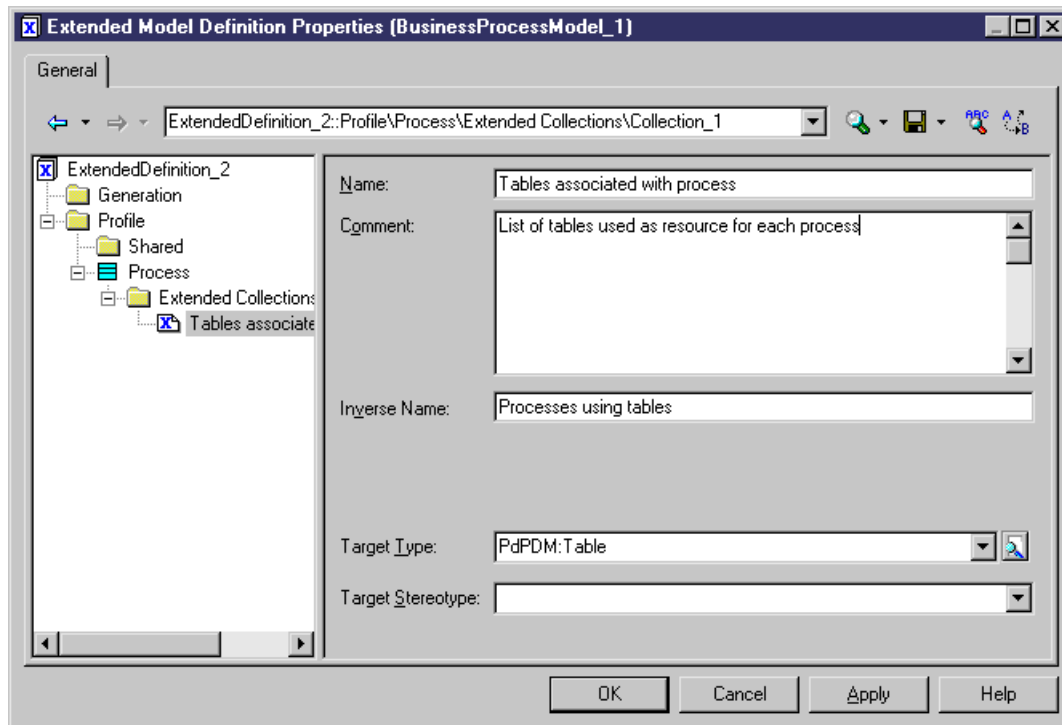 Extended Model Definition Properties (BusinessProcessModel_1)
General
ExtendedDefinition_2::Profile\Process\Extended Collections\Collection_1
ABC
A
B
ExtendedDefinition_2
Generation
Profile
Shared
Process
Extended Collections
Tables associate
Name:
Tables associated with process
Comment:
List of tables used as resource for each process
Inverse Name:
Processes using tables
Target Type:
PdPDM:Table
Target Stereotype:
OK
Cancel
Apply
Help